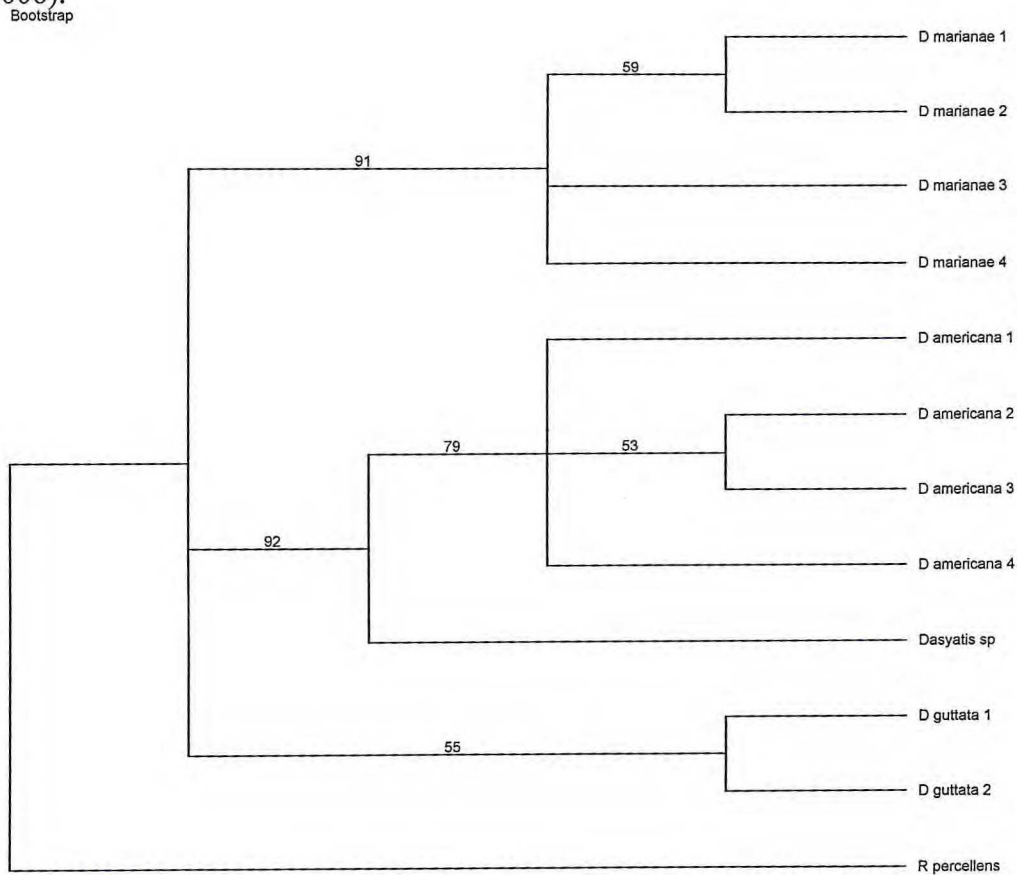 Bootstrap
D marianae 1
59
D marianae 2
91
D marianae 3
D marianae 4
D americana 1
D americana 2
79
53
D americana 3
92
D americana 4
Dasyatis sp
D guttata 1
55
D guttata 2
R percellens